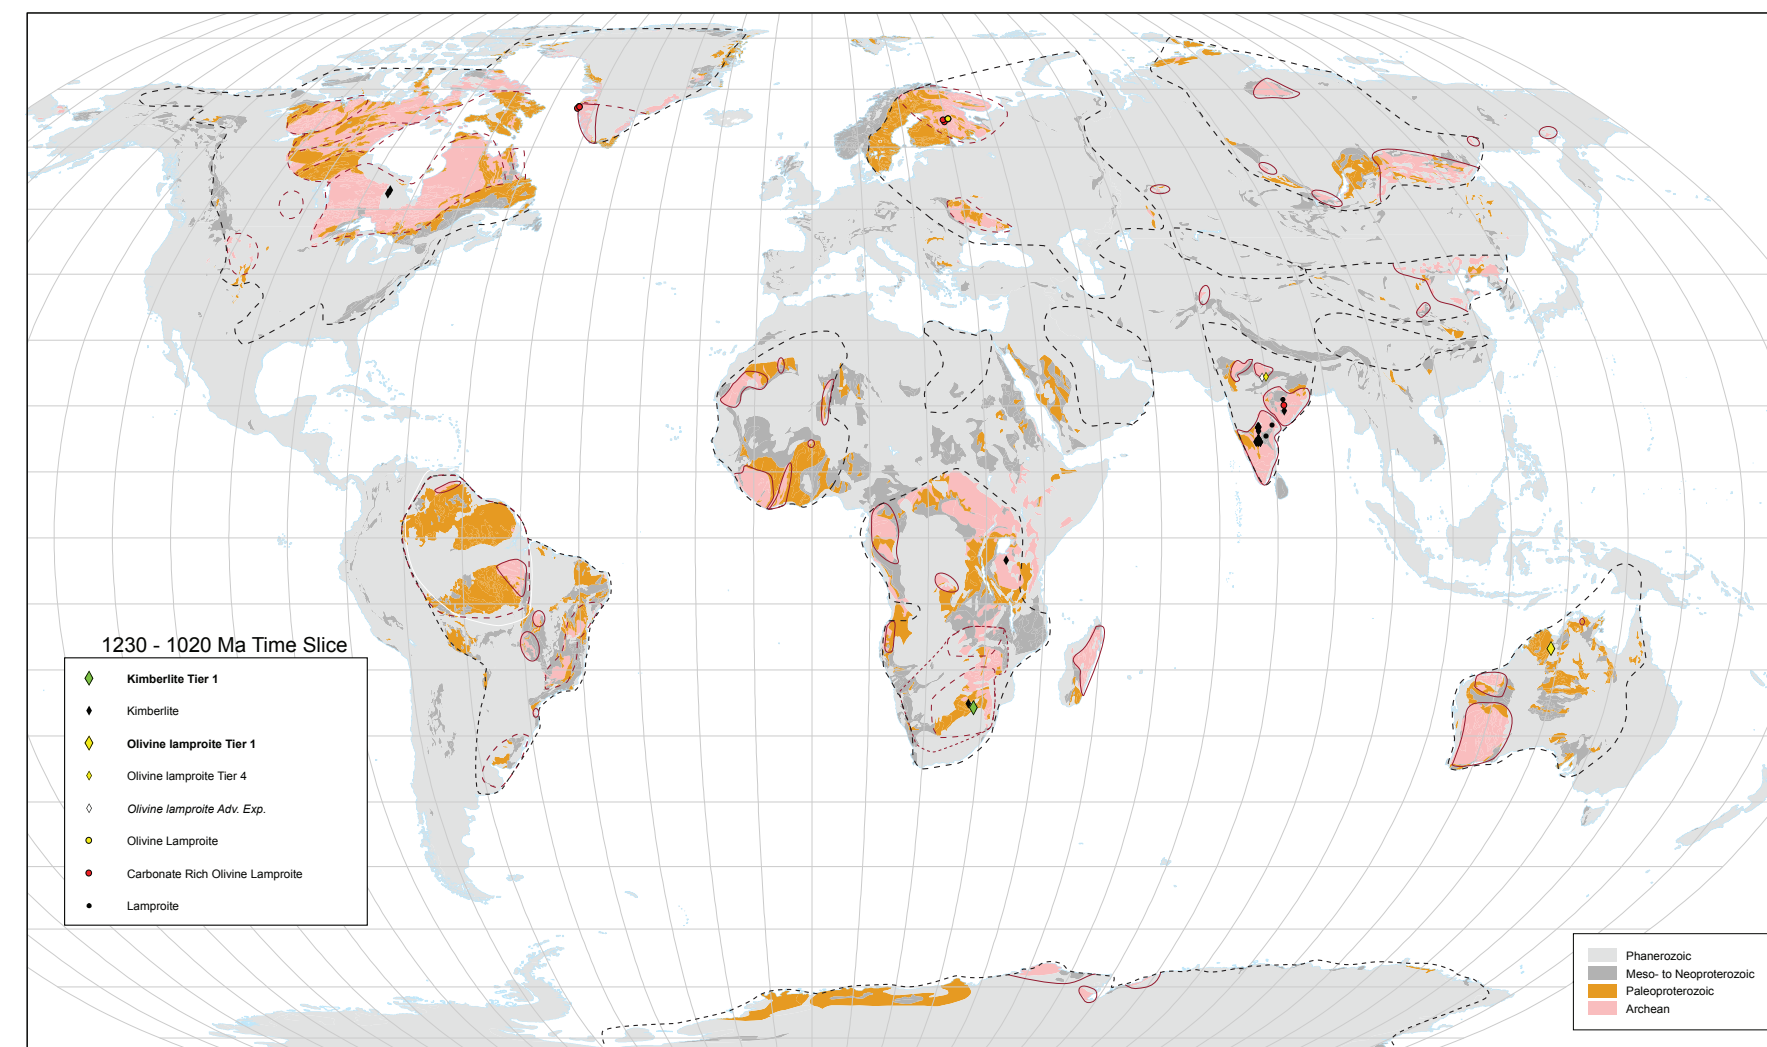 1230 - 1020 Ma Time Slice
Kimberlite Tier 1
Kimberlite
Olivine lamproite Tier 1
Olivine lamproite Tier 4
Olivine lamproite Adv. Exp.
Olivine Lamproite
Carbonate Rich Olivine Lamproite
Lamproite
Phanerozoic
Meso- to Neoproterozoic
Paleoproterozoic
Archean